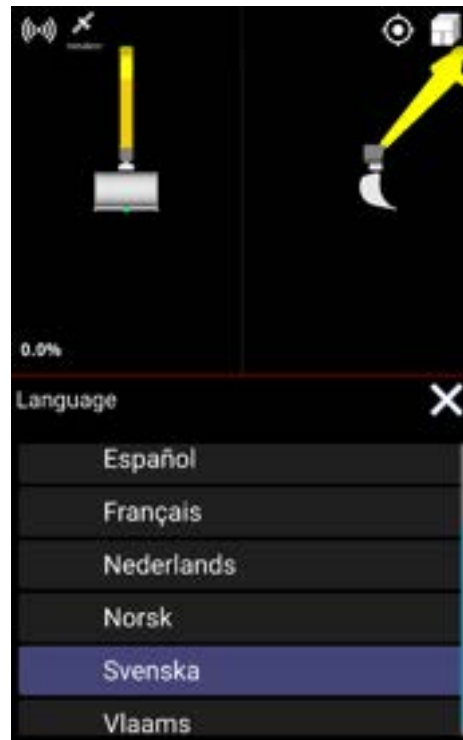 0.0%
Language
Español
Français
Nederlands
Norsk
Svenska
Vlaams